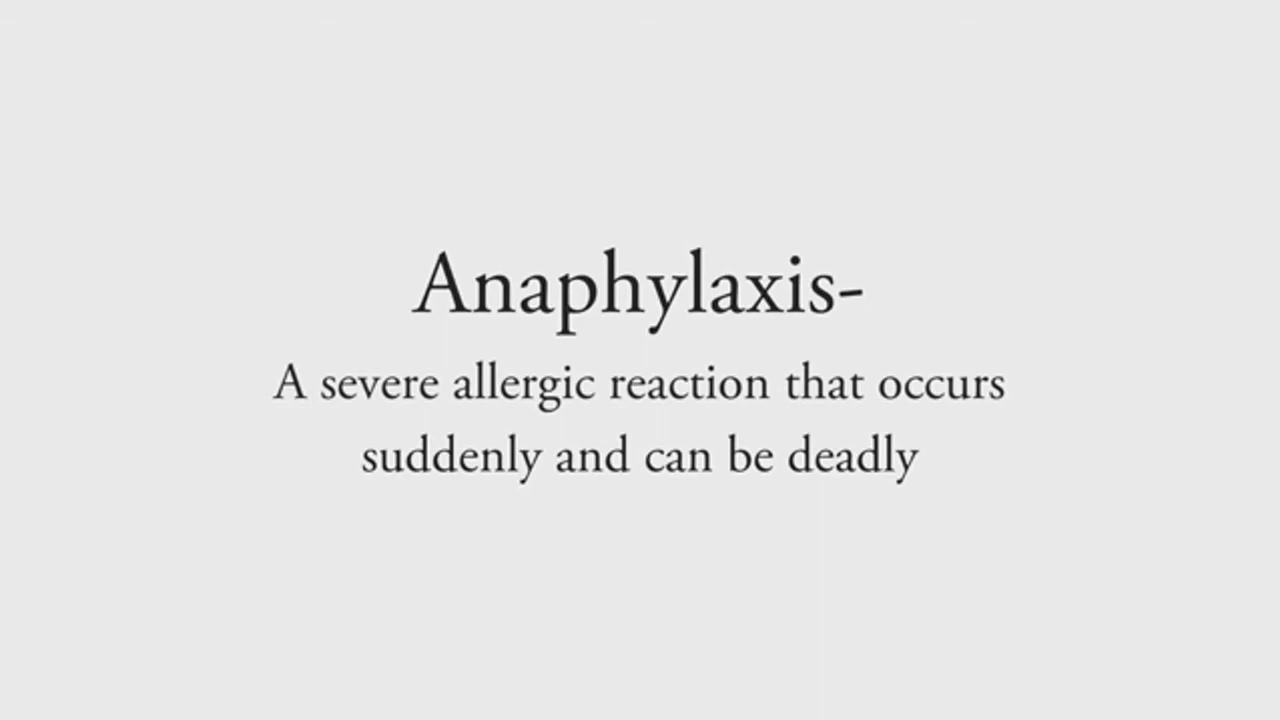 Anaphylaxis-
A severe allergic reaction that occurs
suddenly and can be deadly